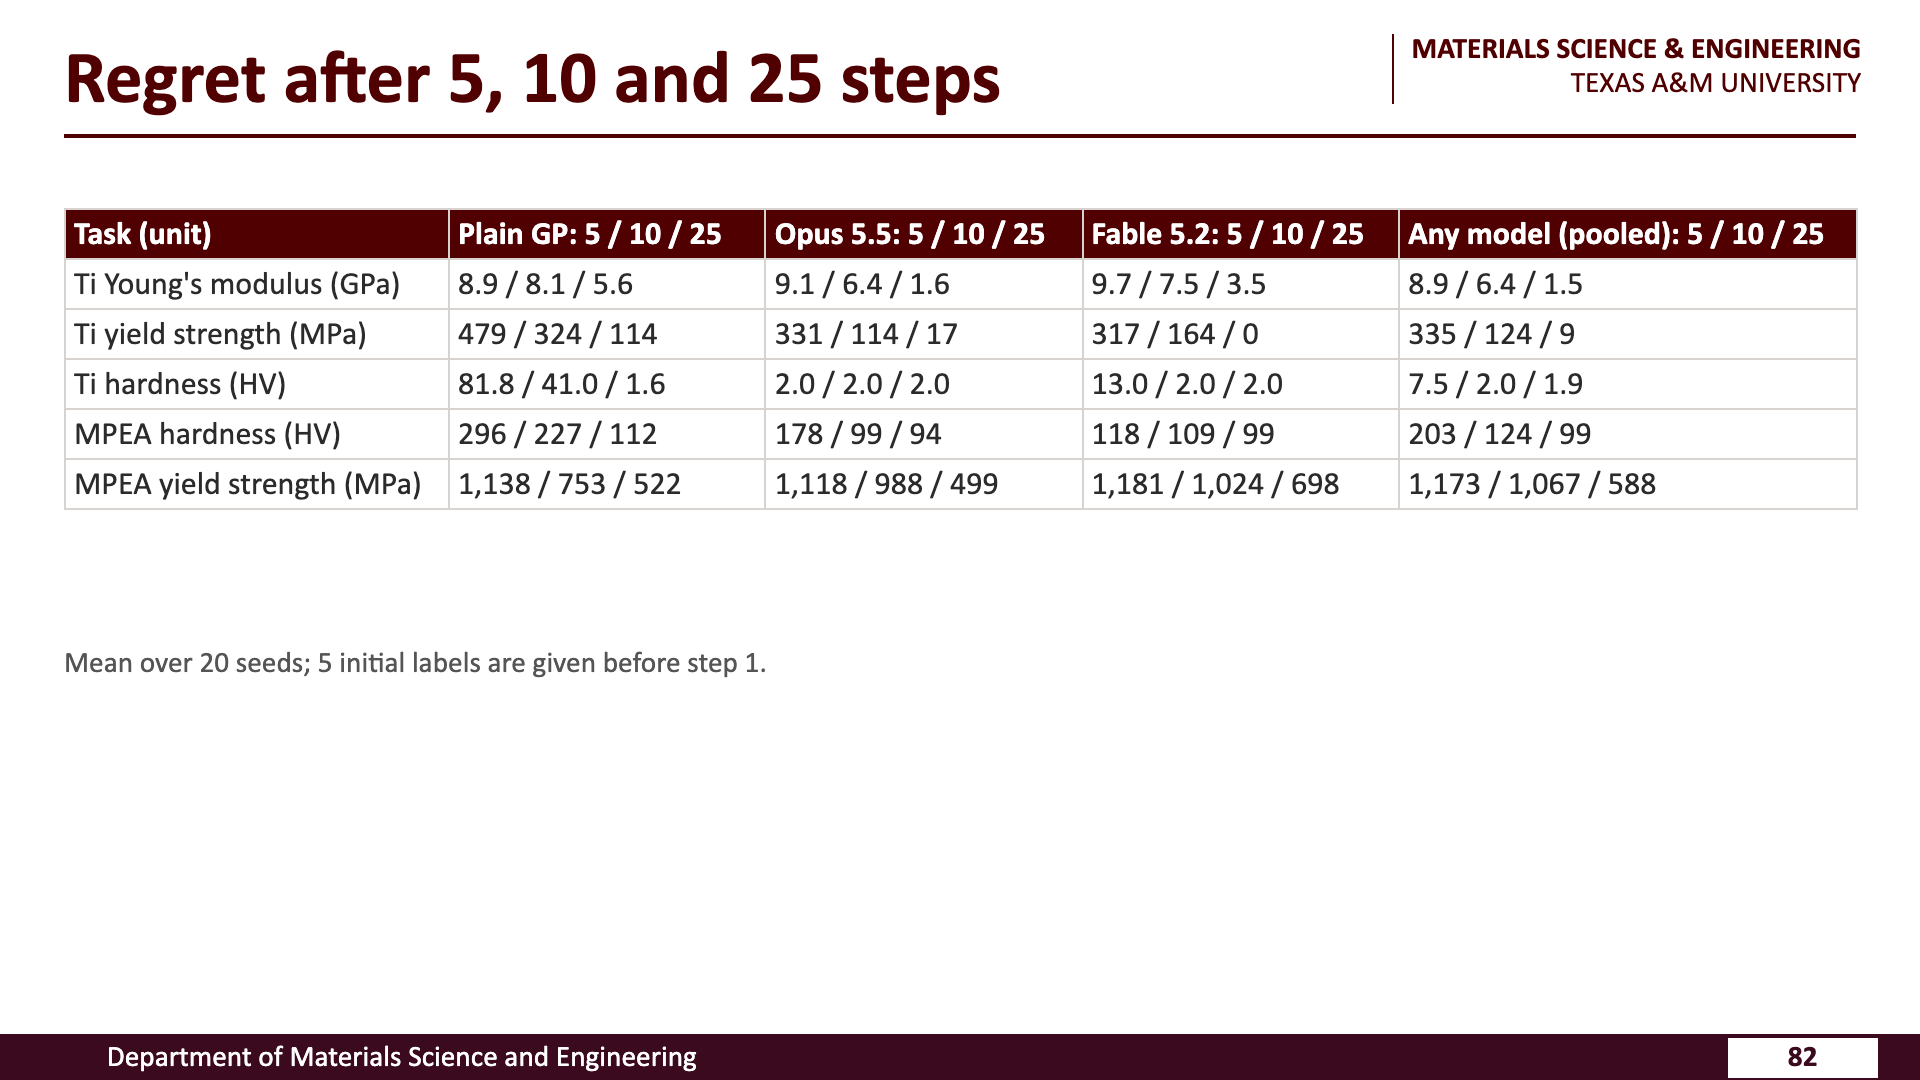 Regret after 5, 10 and 25 steps
MATERIALS SCIENCE & ENGINEERING
TEXAS A&M UNIVERSITY
Task (unit) Plain GP: 5 / 10 / 25 Opus 5.5: 5 / 10 / 25 Fable 5.2: 5 / 10 / 25 Any model (pooled): 5 / 10 / 25
Ti Young's modulus (GPa) 8.9 / 8.1 / 5.6 9.1 / 6.4 / 1.6 9.7 / 7.5 / 3.5 8.9 / 6.4 / 1.5
Ti yield strength (MPa) 479 / 324 / 114 331 / 114 / 17 317 / 164 / 0 335 / 124 / 9
Ti hardness (HV) 81.8 / 41.0 / 1.6 2.0 / 2.0 / 2.0 13.0 / 2.0 / 2.0 7.5 / 2.0 / 1.9
MPEA hardness (HV) 296 / 227 / 112 178 / 99 / 94 118 / 109 / 99 203 / 124 / 99
MPEA yield strength (MPa) 1,138 / 753 / 522 1,118 / 988 / 499 1,181 / 1,024 / 698 1,173 / 1,067 / 588
Mean over 20 seeds; 5 initial labels are given before step 1.
Department of Materials Science and Engineering
82